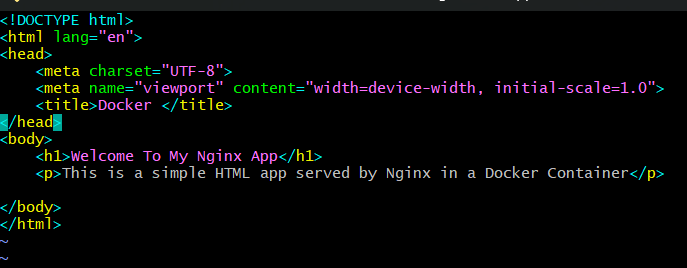 <!DOCTYPE html>
<html lang="en">
<head>
    <meta charset="UTF-8">
    <meta name="viewport" content="width=device-width, initial-scale=1.0">
    <title>Docker </title>
</head>
<body>
    <h1>Welcome To My Nginx App</h1>
    <p>This is a simple HTML app served by Nginx in a Docker Container</p>

</body>
</html>
~
~